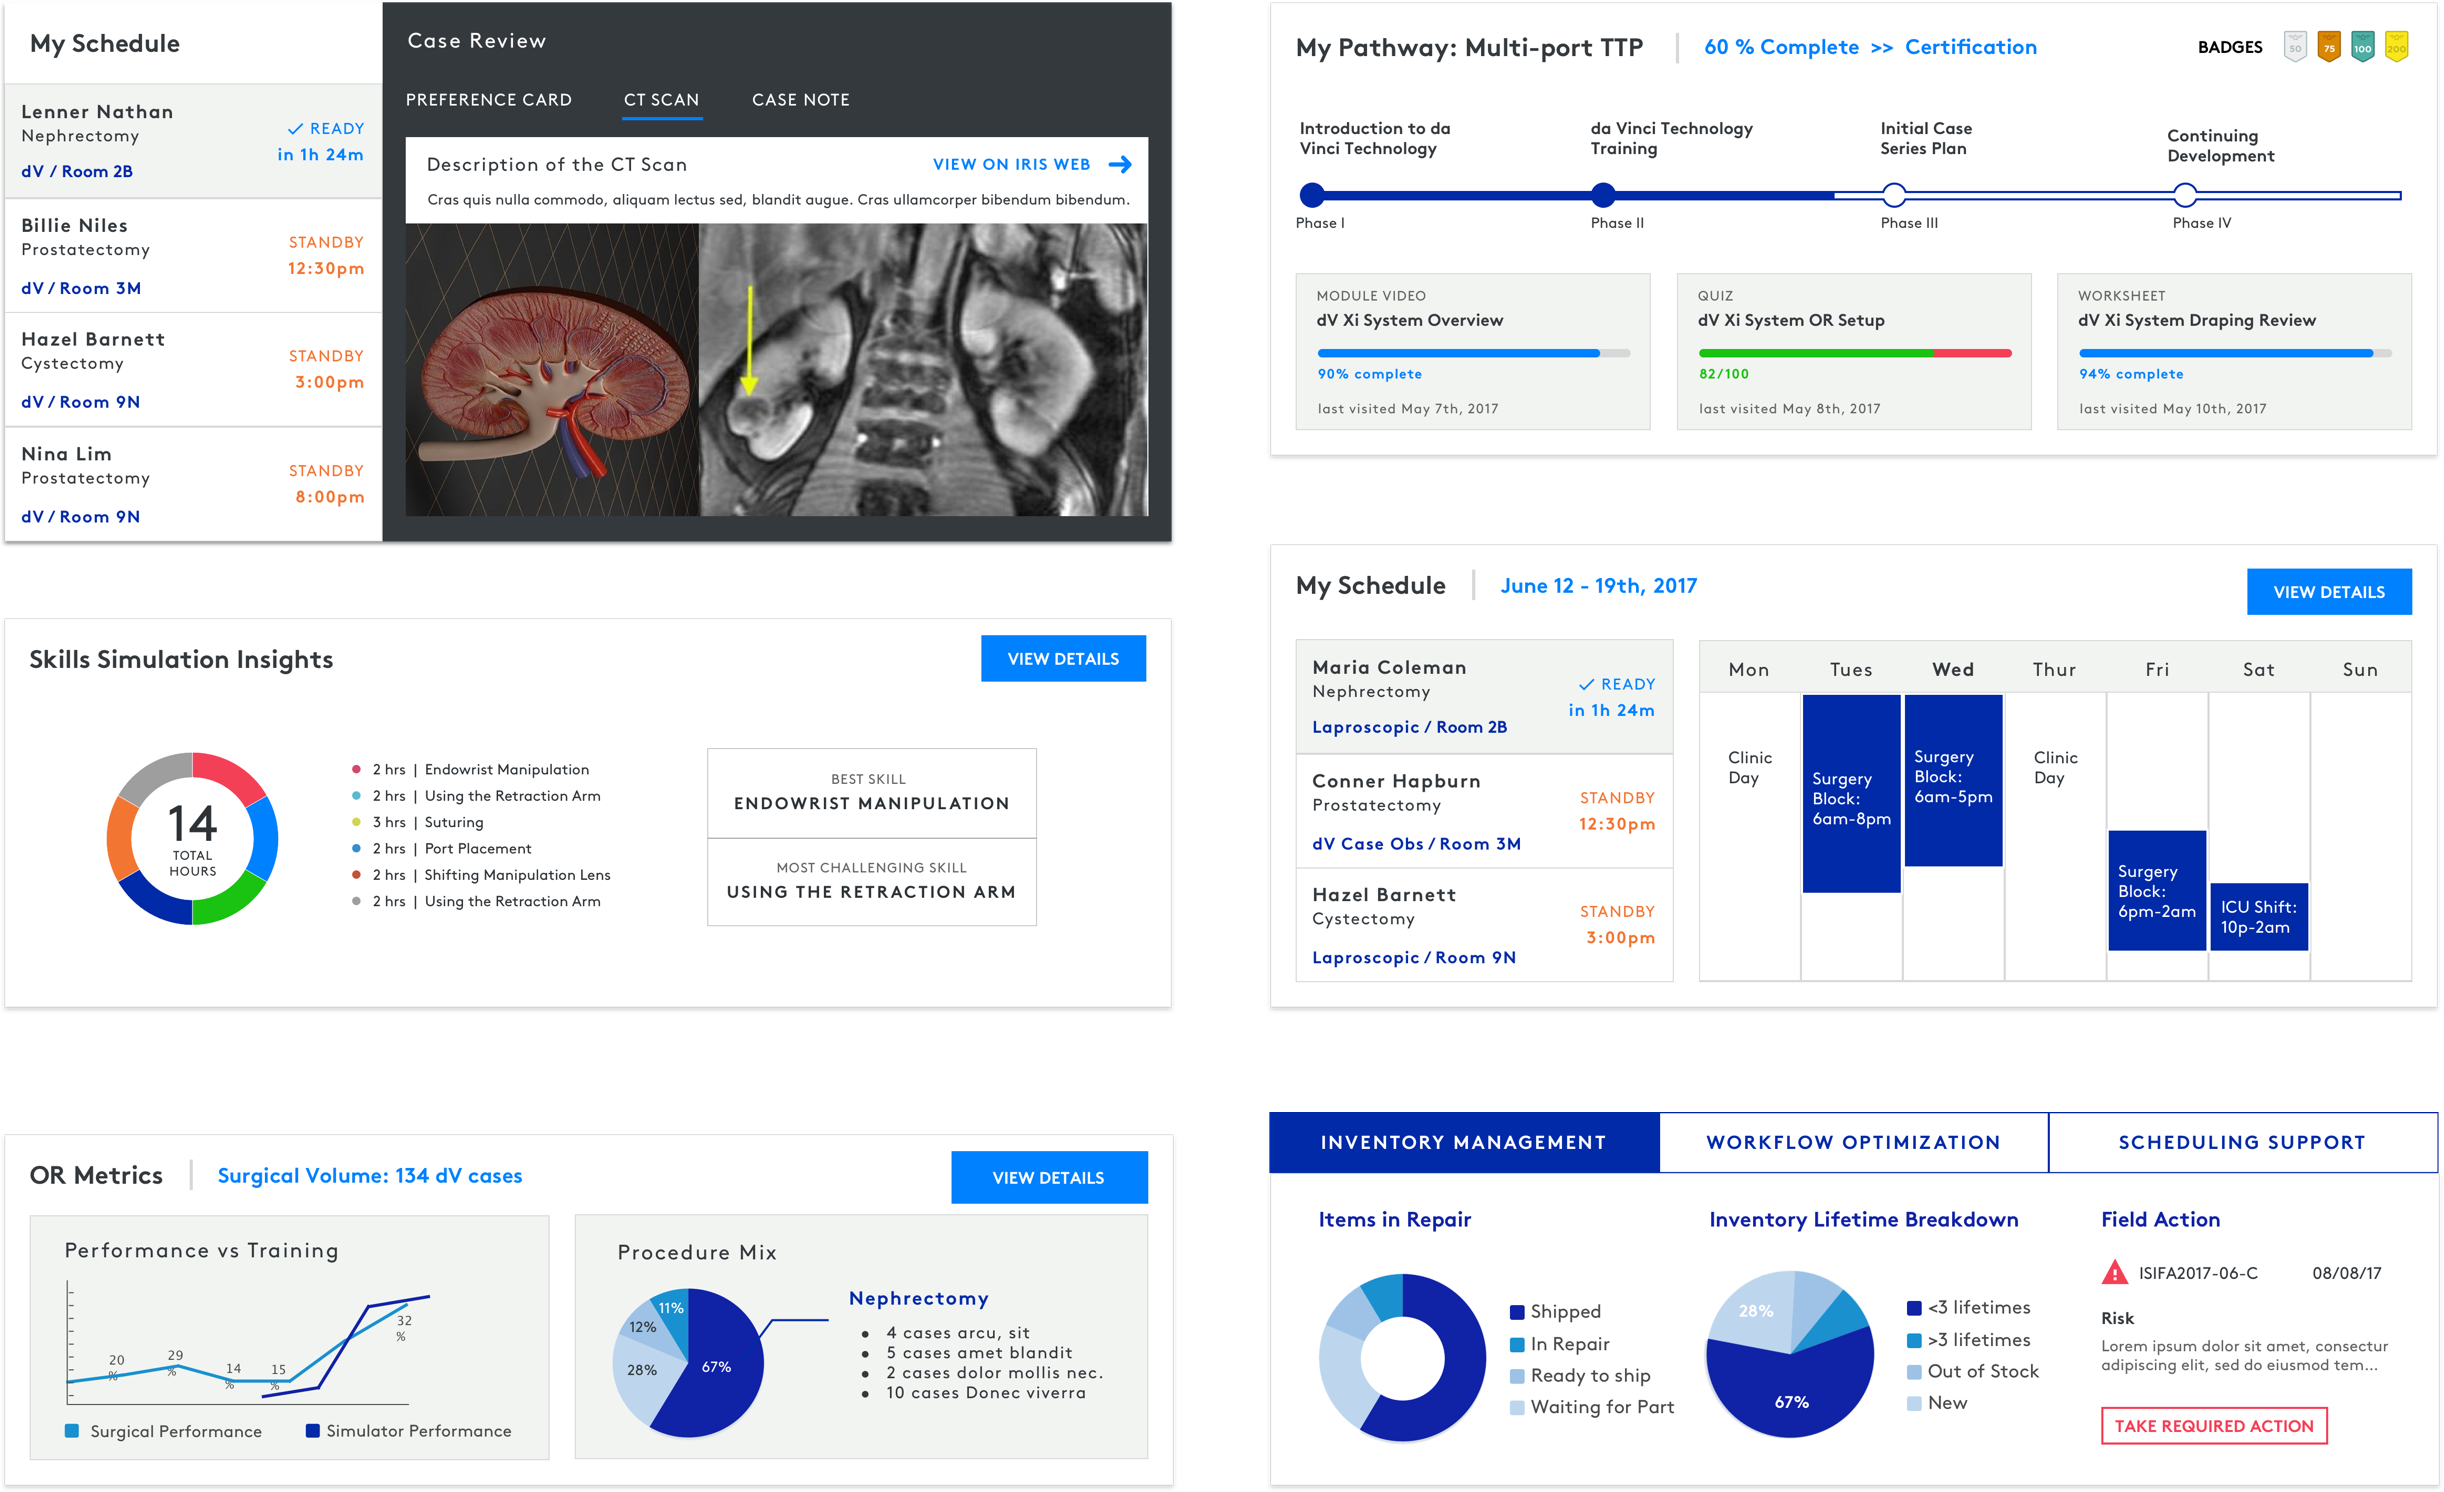 My Schedule
Lenner Nathan
Nephrectomy
READY
in 1h 24m
dV / Room 2B
Billie Niles
Prostatectomy
STANDBY
12:30pm
dV / Room 3M
Hazel Barnett
Cystectomy
STANDBY
3:00pm
dV / Room 9N
Nina Lim
Prostatectomy
STANDBY
8:00pm
dV / Room 9N
Case Review
PREFERENCE CARD
CT SCAN
CASE NOTE
Description of the CT Scan
VIEW ON IRIS WEB
Cras quis nulla commodo, aliquam lectus sed, blandit augue. Cras ullamcorper bibendum bibendum.
My Pathway: Multi-port TTP
60 % Complete >> Certification
BADGES
50
75
100
200
Introduction to da
Vinci Technology
da Vinci Technology
Training
Initial Case
Series Plan
Continuing
Development
Phase I
Phase II
Phase III
Phase IV
MODULE VIDEO
dV Xi System Overview
90% complete
last visited May 7th, 2017
QUIZ
dV Xi System OR Setup
82/100
last visited May 8th, 2017
WORKSHEET
dV Xi System Draping Review
94% complete
last visited May 10th, 2017
Skills Simulation Insights
VIEW DETAILS
14
TOTAL
HOURS
2 hrs | Endowrist Manipulation
2 hrs | Using the Retraction Arm
3 hrs | Suturing
2 hrs | Port Placement
2 hrs | Shifting Manipulation Lens
2 hrs | Using the Retraction Arm
BEST SKILL
ENDOWRIST MANIPULATION
MOST CHALLENGING SKILL
USING THE RETRACTION ARM
My Schedule
June 12 - 19th, 2017
VIEW DETAILS
Maria Coleman
Nephrectomy
READY
in 1h 24m
Laproscopic / Room 2B
Conner Hapburn
Prostatectomy
STANDBY
12:30pm
dV Case Obs / Room 3M
Hazel Barnett
Cystectomy
STANDBY
3:00pm
Laproscopic / Room 9N
Mon
Tues
Wed
Thur
Fri
Sat
Sun
Clinic
Day
Surgery
Block:
6am-8pm
Surgery
Block:
6am-5pm
Clinic
Day
Surgery
Block:
6pm-2am
ICU Shift:
10p-2am
OR Metrics
Surgical Volume: 134 dV cases
VIEW DETAILS
Performance vs Training
20
%
29
%
14
%
15
%
32
%
Surgical Performance
Simulator Performance
Procedure Mix
11%
12%
28%
67%
Nephrectomy
• 4 cases arcu, sit
• 5 cases amet blandit
• 2 cases dolor mollis nec.
• 10 cases Donec viverra
INVENTORY MANAGEMENT
WORKFLOW OPTIMIZATION
SCHEDULING SUPPORT
Items in Repair
Shipped
In Repair
Ready to ship
Waiting for Part
Inventory Lifetime Breakdown
28%
67%
<3 lifetimes
>3 lifetimes
Out of Stock
New
Field Action
ISIFA2017-06-C
08/08/17
Risk
Lorem ipsum dolor sit amet, consectur
adipiscing elit, sed do eiusmod tem...
TAKE REQUIRED ACTION